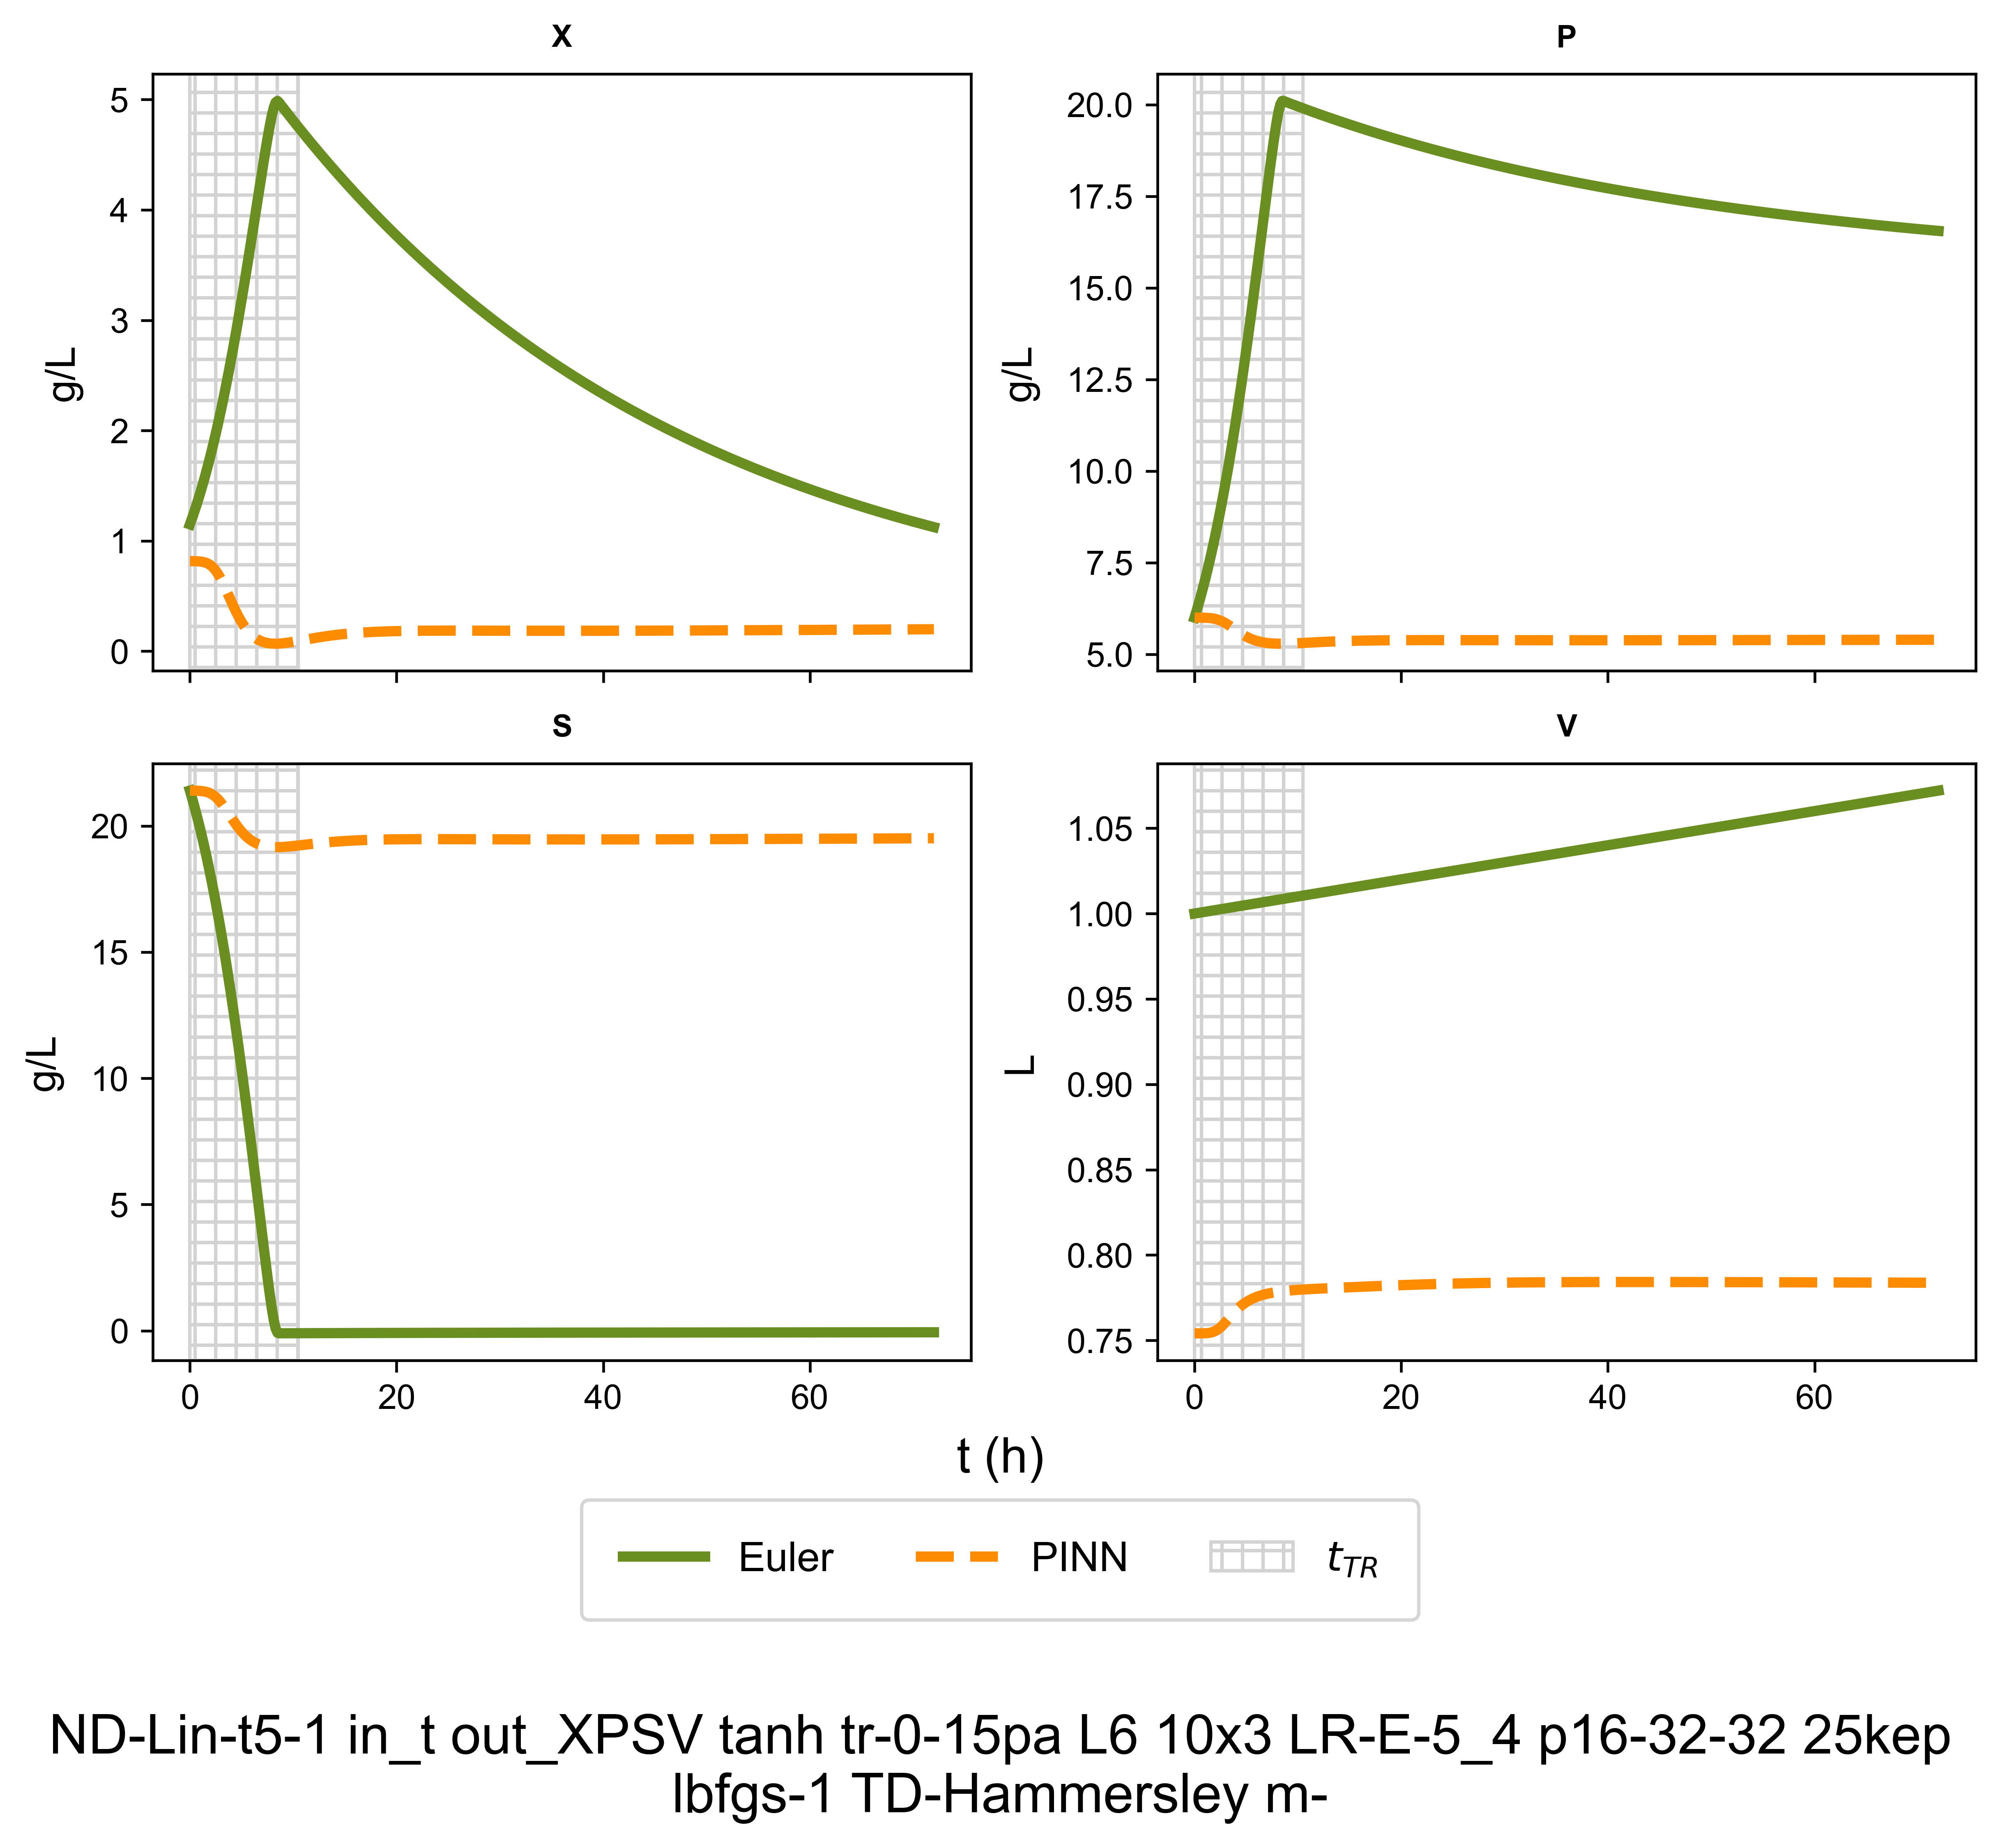 X
P
5
4
3
2
1
0
g/L
20.0
17.5
15.0
12.5
10.0
7.5
5.0
g/L
S
V
20
15
10
5
0
g/L
1.05
1.00
0.95
0.90
0.85
0.80
0.75
L
0 20 40 60
0 20 40 60
t (h)
Euler PINN t_TR
ND-Lin-t5-1 in_t out_XPSV tanh tr-0-15pa L6 10x3 LR-E-5_4 p16-32-32 25kep
lbfgs-1 TD-Hammersley m-